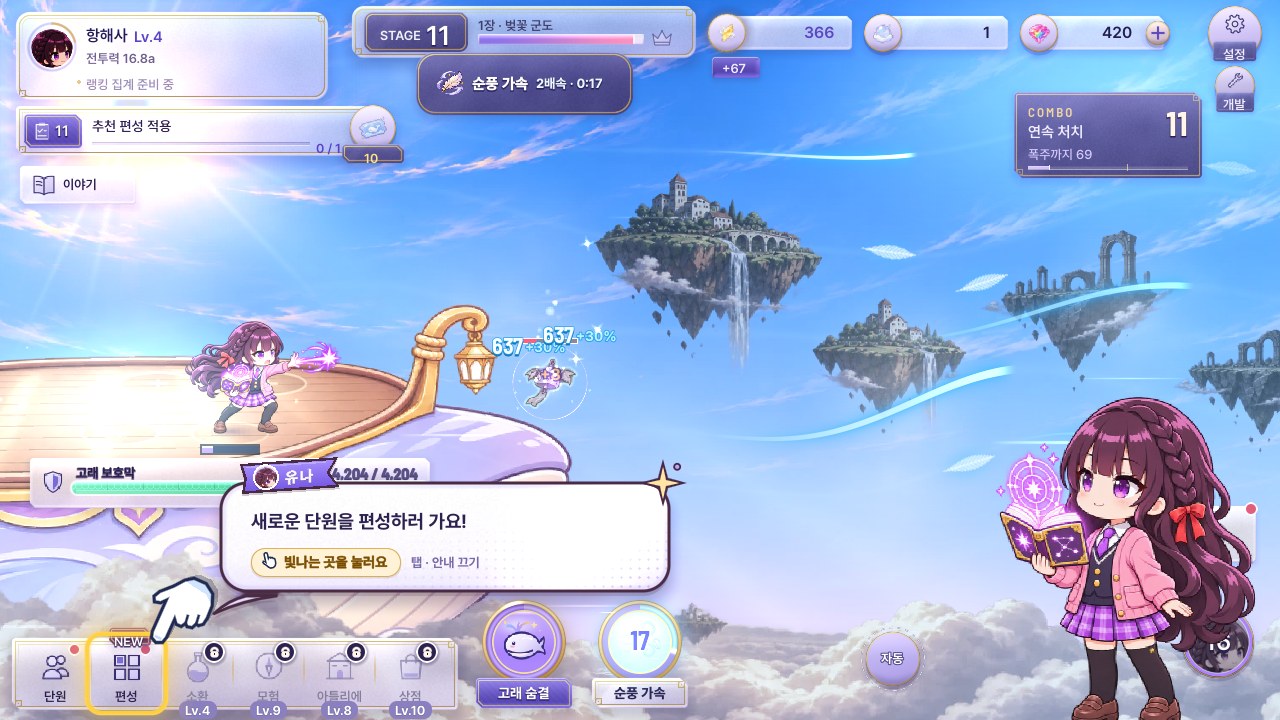 항해사 Lv.4
전투력 16.8a
랭킹 집계 준비 중
STAGE 11
1장 · 벚꽃 군도
순풍 가속 2배속 · 0:17
366
+67
1
420
설정
개발
11
추천 편성 적용
0 / 1
10
이야기
COMBO
연속 처치
11
폭주까지 69
637 +30%
637 +30%
고래 보호막
4.204 / 4.204
유나
새로운 단원을 편성하러 가요!
빛나는 곳을 눌러요
탭 · 안내 끄기
NEW
단원
편성
소환
Lv.4
모험
Lv.9
아틀리에
Lv.8
상점
Lv.10
고래 숨결
17
순풍 가속
자동